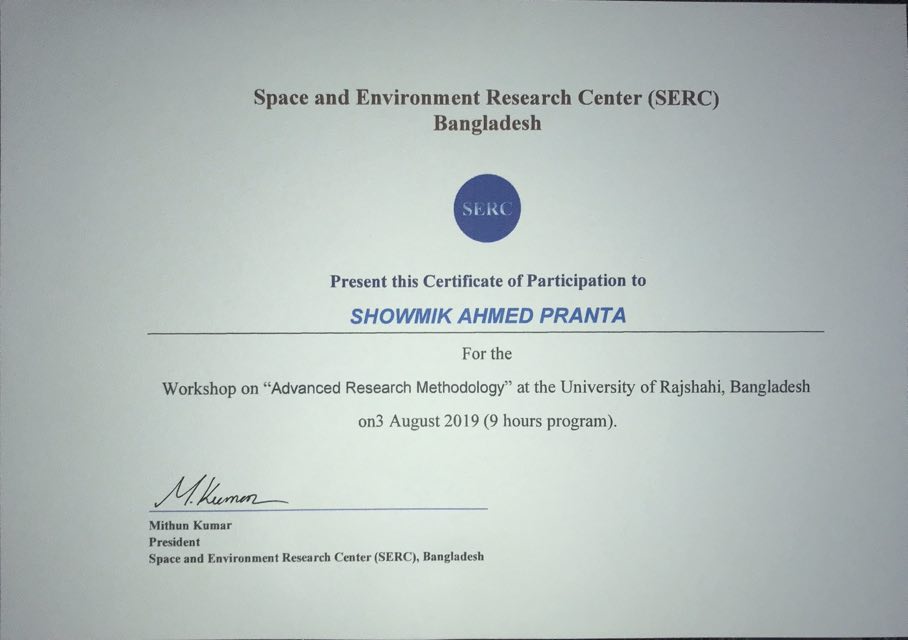 Space and Environment Research Center (SERC)
Bangladesh
SERC
Present this Certificate of Participation to
SHOWMIK AHMED PRANTA
For the
Workshop on “Advanced Research Methodology” at the University of Rajshahi, Bangladesh
on3 August 2019 (9 hours program).
M. Kumar
Mithun Kumar
President
Space and Environment Research Center (SERC), Bangladesh